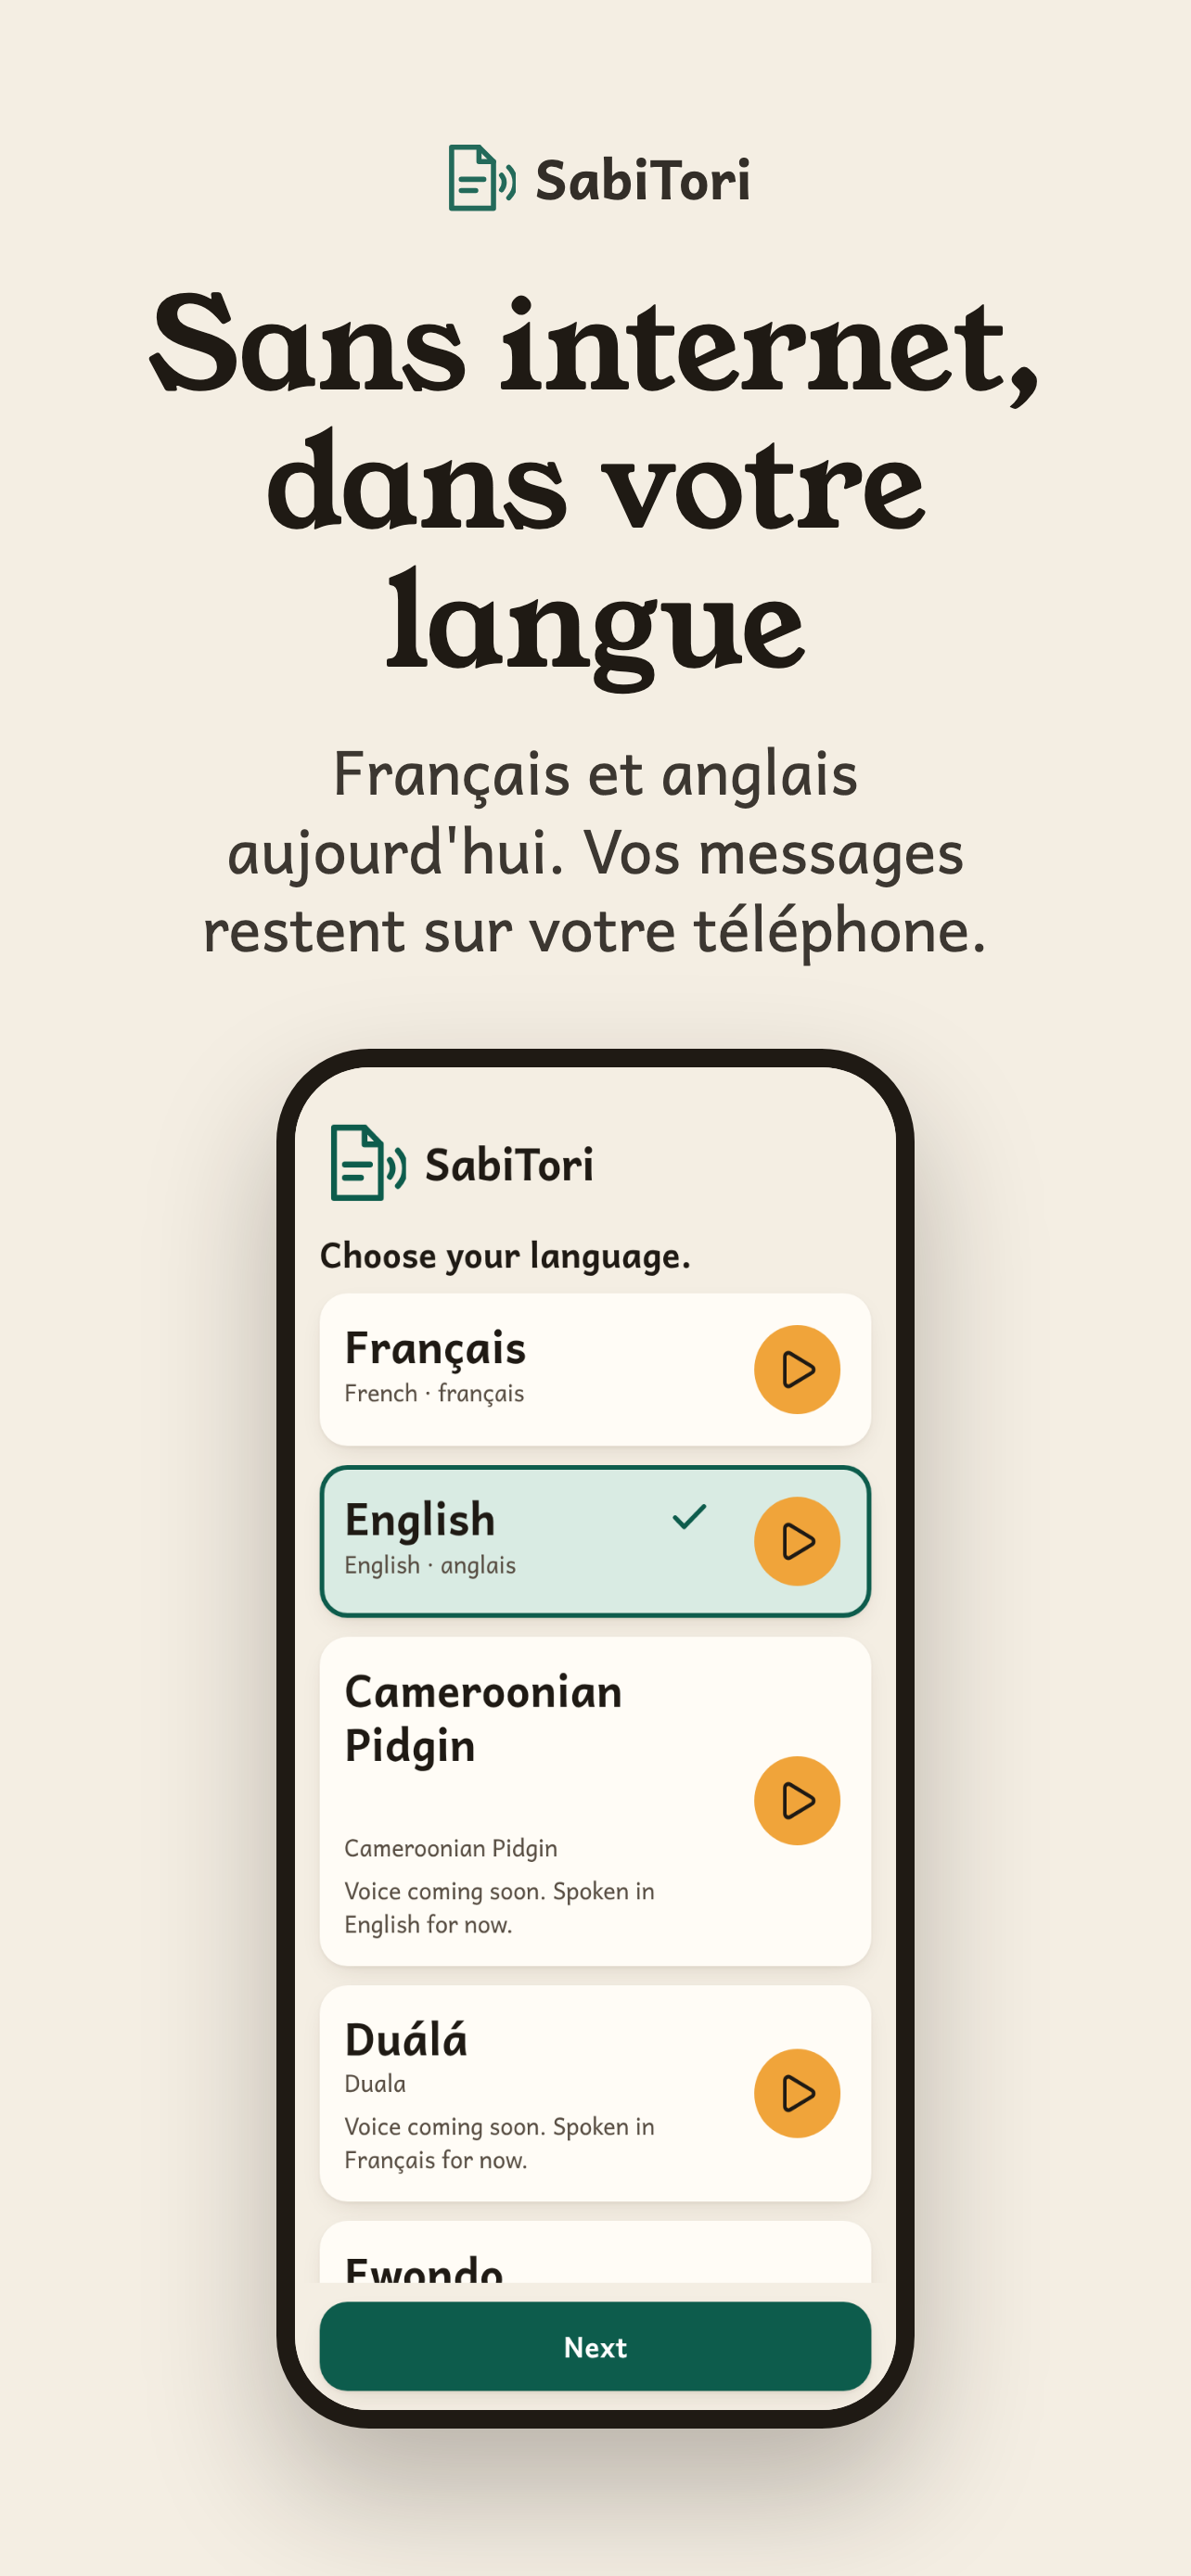 SabiTori
Sans internet,
dans votre
langue
Français et anglais
aujourd'hui. Vos messages
restent sur votre téléphone.
SabiTori
Choose your language.
Français
French · français
English
English · anglais
Cameroonian
Pidgin
Cameroonian Pidgin
Voice coming soon. Spoken in
English for now.
Duálá
Duala
Voice coming soon. Spoken in
Français for now.
Ewondo
Next